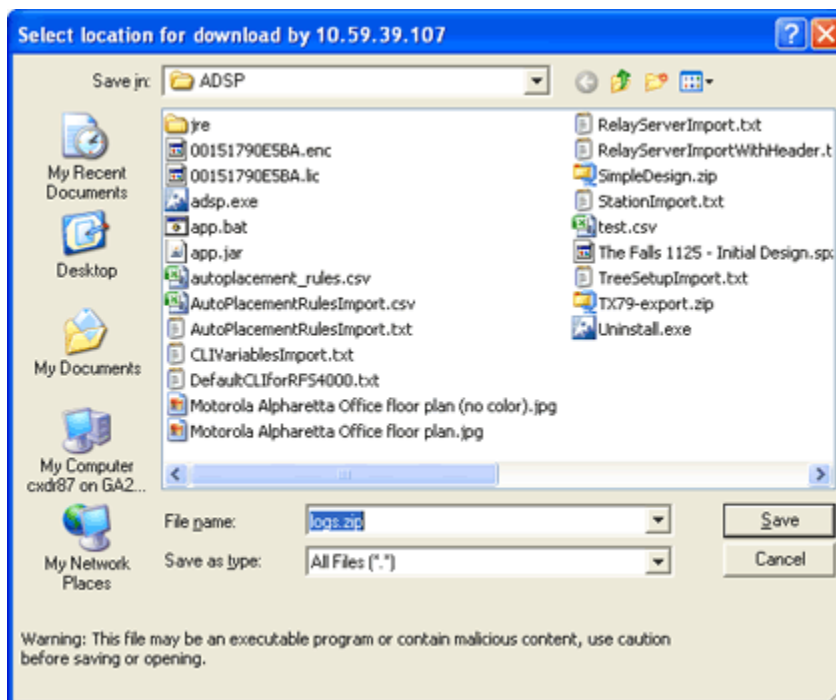 Select location for download by 10.59.39.107
Save in:
ADSP
My Recent
Documents
Desktop
My Documents
My Computer
cxdr87 on GA2...
My Network
Places
jre
00151790E5BA.enc
00151790E5BA.lic
adsp.exe
app.bat
app.jar
autoplacement_rules.csv
AutoPlacementRulesImport.csv
AutoPlacementRulesImport.txt
CLIVariablesImport.txt
DefaultCLIforRFS4000.txt
Motorola Alpharetta Office floor plan (no color).jpg
Motorola Alpharetta Office floor plan.jpg
RelayServerImport.txt
RelayServerImportWithHeader.t
SimpleDesign.zip
StationImport.txt
test.csv
The Falls 1125 - Initial Design.spx
TreeSetupImport.txt
TX79-export.zip
Uninstall.exe
File name:
logs.zip
Save
Save as type:
All Files (".")
Cancel
Warning: This file may be an executable program or contain malicious content, use caution
before saving or opening.